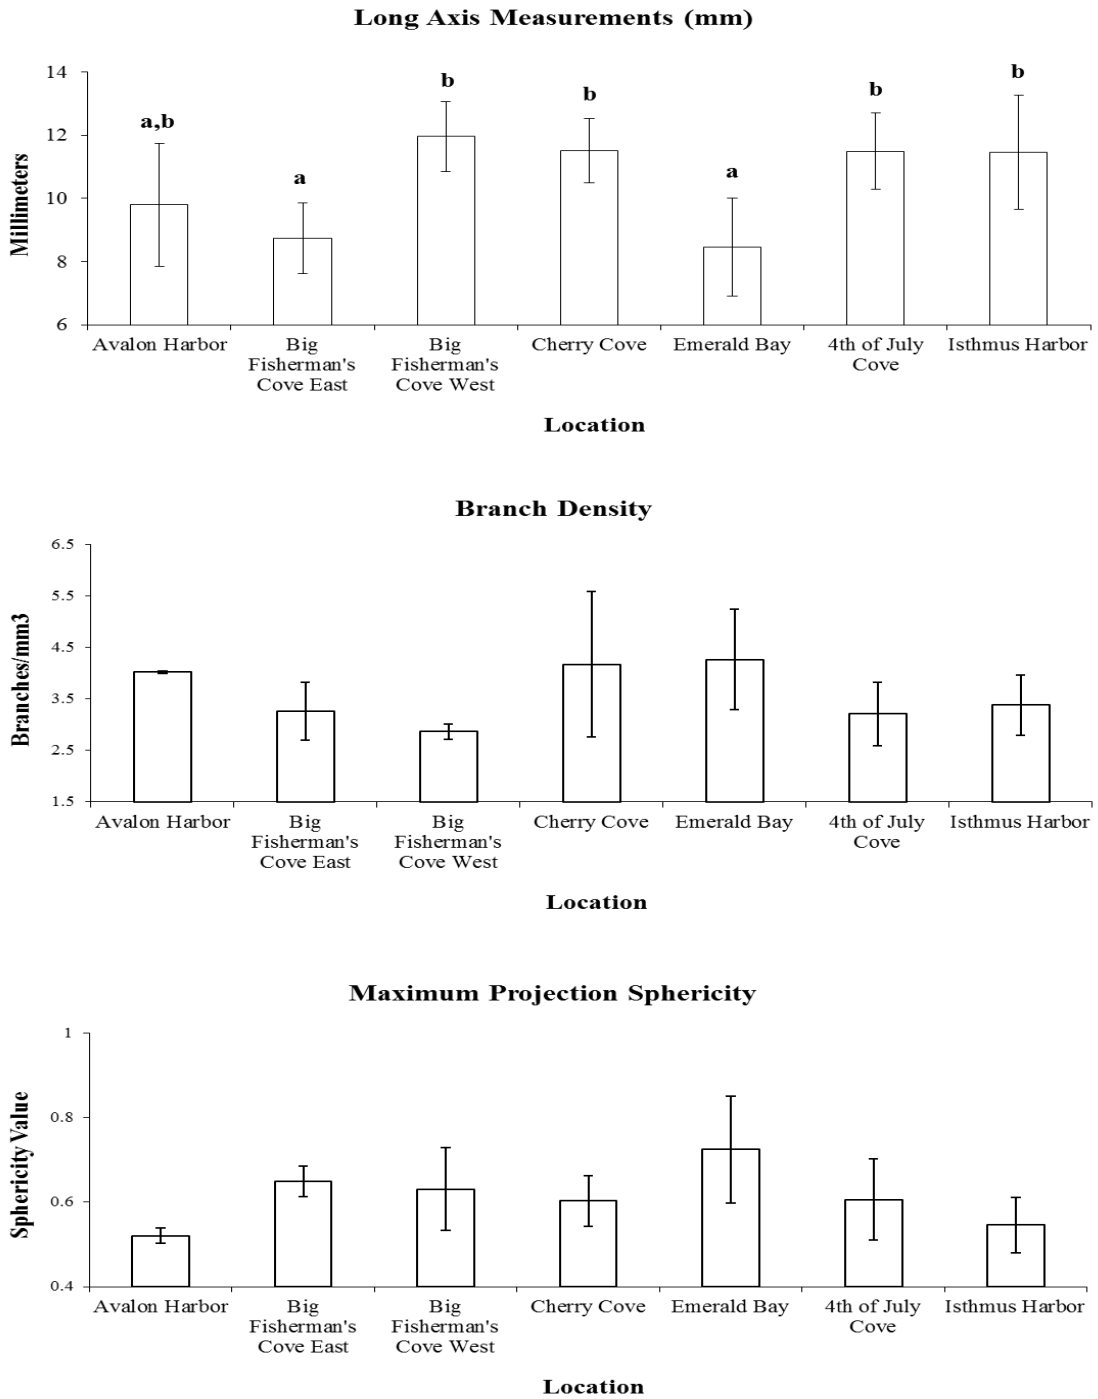 Long Axis Measurements (mm)
14
12
10
8
6
Millimeters
a,b
a
b
b
a
b
b
Avalon Harbor
Big
Fisherman's
Cove East
Big
Fisherman's
Cove West
Cherry Cove
Emerald Bay
4th of July
Cove
Isthmus Harbor
Location
Branch Density
6.5
5.5
4.5
3.5
2.5
1.5
Branches/mm3
Avalon Harbor
Big
Fisherman's
Cove East
Big
Fisherman's
Cove West
Cherry Cove
Emerald Bay
4th of July
Cove
Isthmus Harbor
Location
Maximum Projection Sphericity
1
0.8
0.6
0.4
Sphericity Value
Avalon Harbor
Big
Fisherman's
Cove East
Big
Fisherman's
Cove West
Cherry Cove
Emerald Bay
4th of July
Cove
Isthmus Harbor
Location